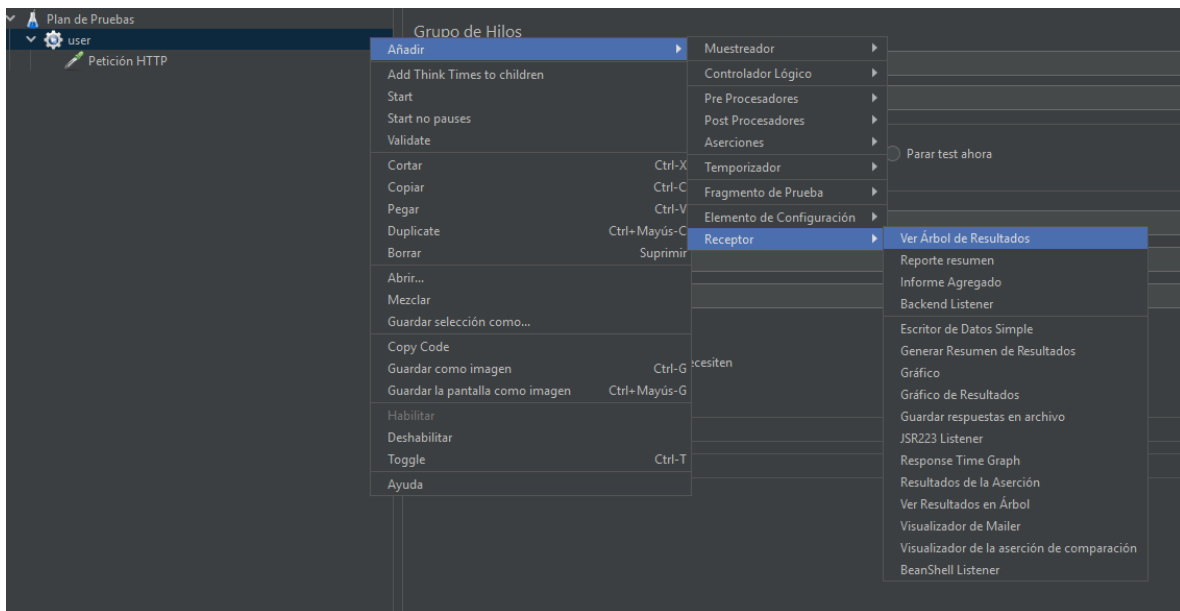 Plan de Pruebas
user
Petición HTTP
Grupo de Hilos
Añadir
Add Think Times to children
Start
Start no pauses
Validate
Cortar Ctrl-X
Copiar Ctrl-C
Pegar Ctrl-V
Duplicate Ctrl+Mayús-C
Borrar Suprimir
Abrir...
Mezclar
Guardar selección como...
Copy Code
Guardar como imagen Ctrl-G
Guardar la pantalla como imagen Ctrl+Mayús-G
Habilitar
Deshabilitar
Toggle Ctrl-T
Ayuda
Muestreador
Controlador Lógico
Pre Procesadores
Post Procesadores
Aserciones
Temporizador
Fragmento de Prueba
Elemento de Configuración
Receptor
Parar test ahora
ecesiten
Ver Árbol de Resultados
Reporte resumen
Informe Agregado
Backend Listener
Escritor de Datos Simple
Generar Resumen de Resultados
Gráfico
Gráfico de Resultados
Guardar respuestas en archivo
JSR223 Listener
Response Time Graph
Resultados de la Aserción
Ver Resultados en Árbol
Visualizador de Mailer
Visualizador de la aserción de comparación
BeanShell Listener